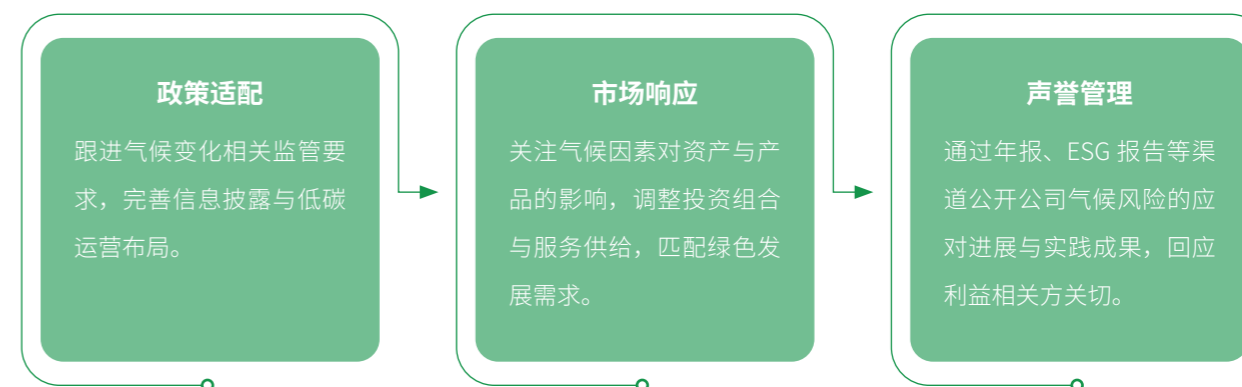 政策适配
跟进气候变化相关监管要
求，完善信息披露与低碳
运营布局。
市场响应
关注气候因素对资产与产
品的影响，调整投资组合
与服务供给，匹配绿色发
展需求。
声誉管理
通过年报、ESG 报告等渠
道公开公司气候风险的应
对进展与实践成果，回应
利益相关方关切。